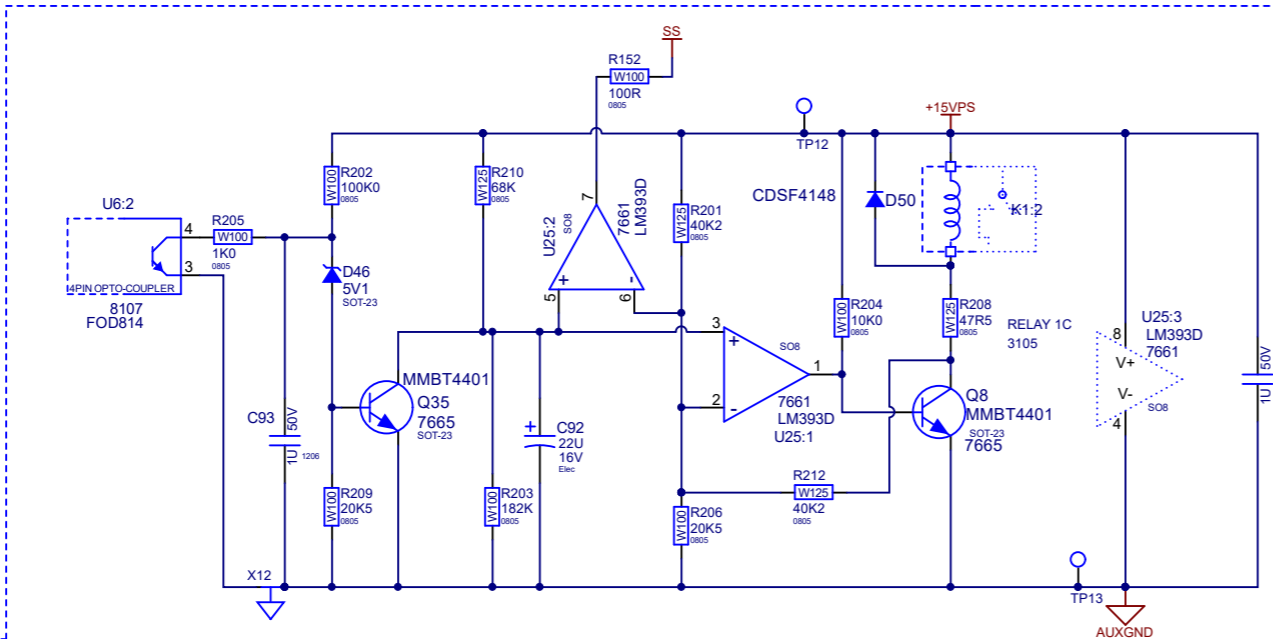 SS
R152
W100
100R
0805
+15VPS
TP12
R202
W100
100K0
0805
R210
W125
68K
0805
7
U25:2
SO8
7661
LM393D
+
-
5
6
R201
W125
40K2
0805
CDSF4148
D50
K1:2
U6:2
4
3
4PIN OPTO-COUPLER
8107
FOD814
R205
W100
1K0
0805
D46
5V1
SOT-23
R204
W100
10K0
0805
R208
W125
47R5
0805
RELAY 1C
3105
U25:3
LM393D
7661
8
V+
V-
SO8
4
50V
1U
3
+
SO8
1
2
-
7661
LM393D
U25:1
MMBT4401
Q35
7665
SOT-23
Q8
MMBT4401
SOT-23
7665
C93
50V
1U
1206
+
C92
22U
16V
Elec
R209
W100
20K5
0805
R203
W100
182K
0805
R212
W125
40K2
0805
R206
W100
20K5
0805
X12
TP13
AUXGND